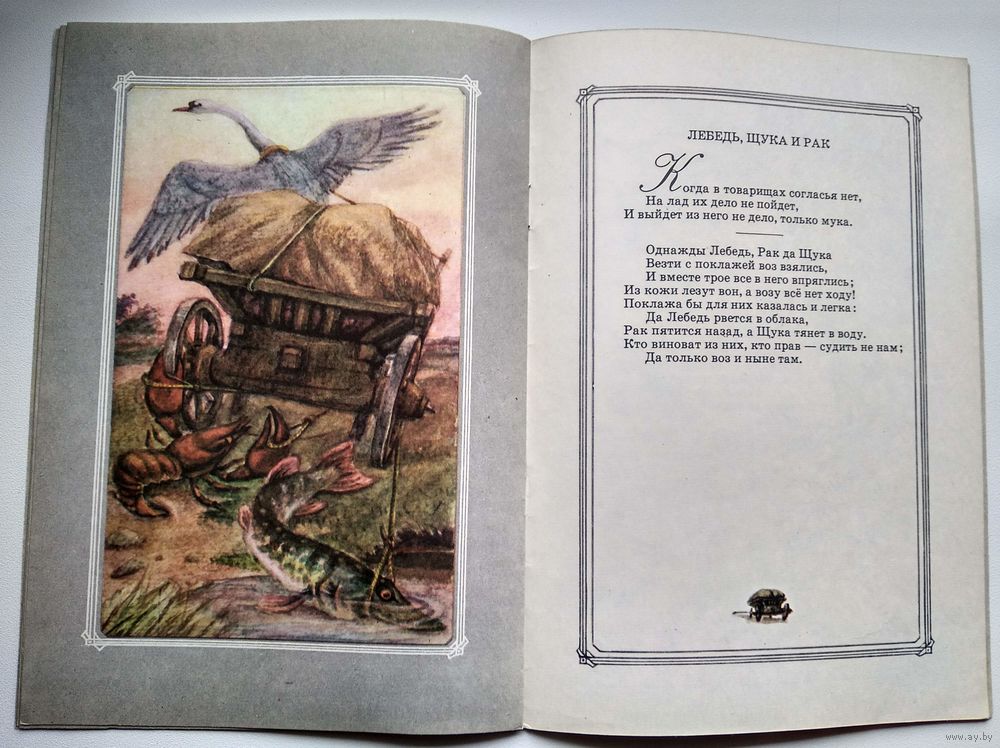 ЛЕБЕДЬ, ЩУКА И РАК
Когда в товарищах согласья нет,
На лад их дело не пойдет,
И выйдет из него не дело, только мука.
Однажды Лебедь, Рак да Щука
Везти с поклажей воз взялись,
И вместе трое все в него впряглись;
Из кожи лезут вон, а возу всё нет ходу!
Поклажа бы для них казалась и легка:
Да Лебедь рвется в облака,
Рак пятится назад, а Щука тянет в воду.
Кто виноват из них, кто прав — судить не нам;
Да только воз и ныне там.
www.ay.by